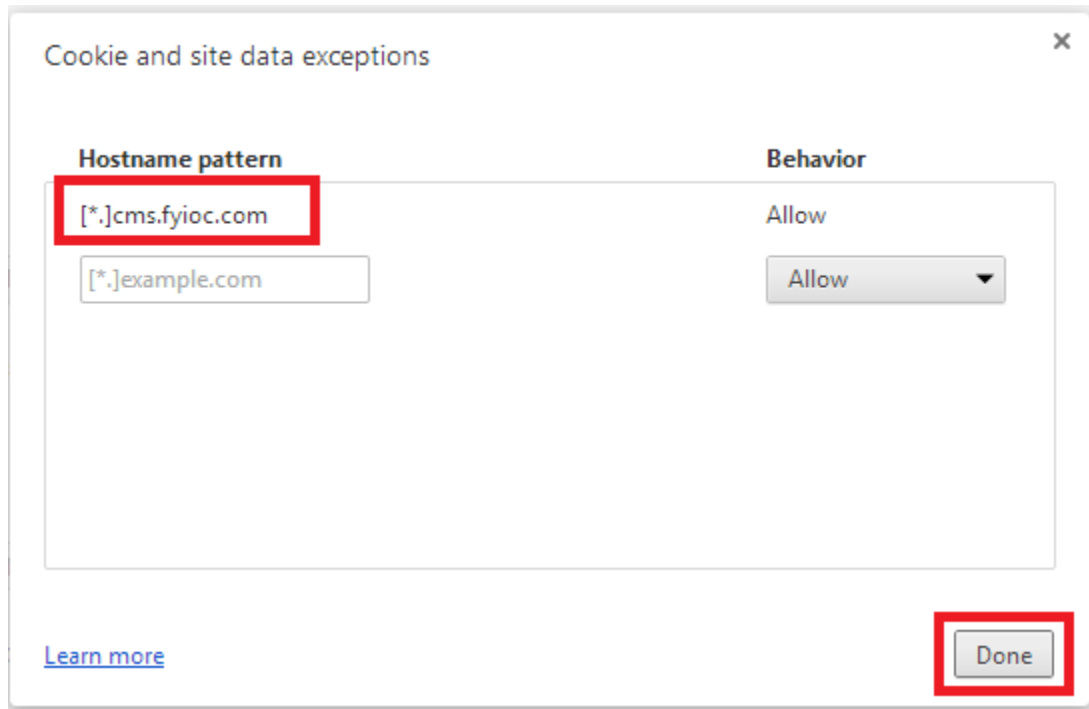 Cookie and site data exceptions
×
Hostname pattern Behavior
[*.]cms.fyioc.com Allow
[*.]example.com Allow
Learn more Done